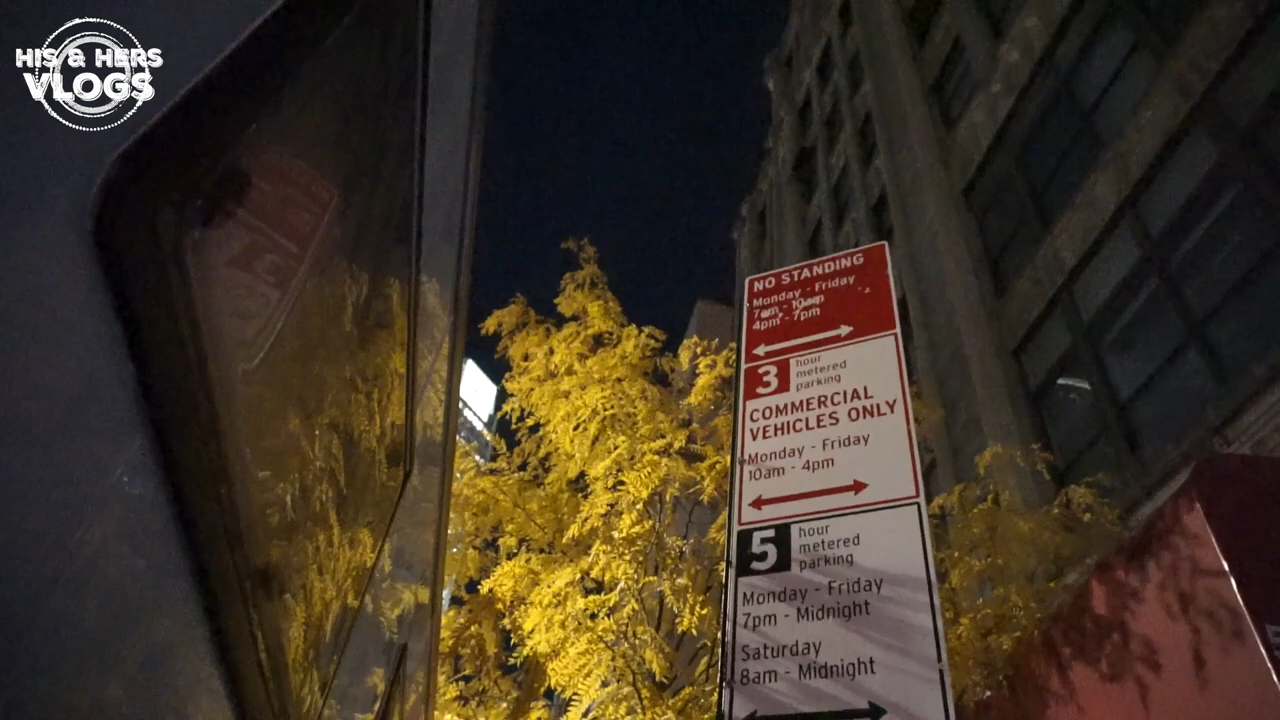 HIS & HERS
VLOGS
NO STANDING
Monday - Friday
7am - 10am
4pm - 7pm
3 hour
metered
parking
COMMERCIAL
VEHICLES ONLY
Monday - Friday
10am - 4pm
5 hour
metered
parking
Monday - Friday
7pm - Midnight
Saturday
8am - Midnight